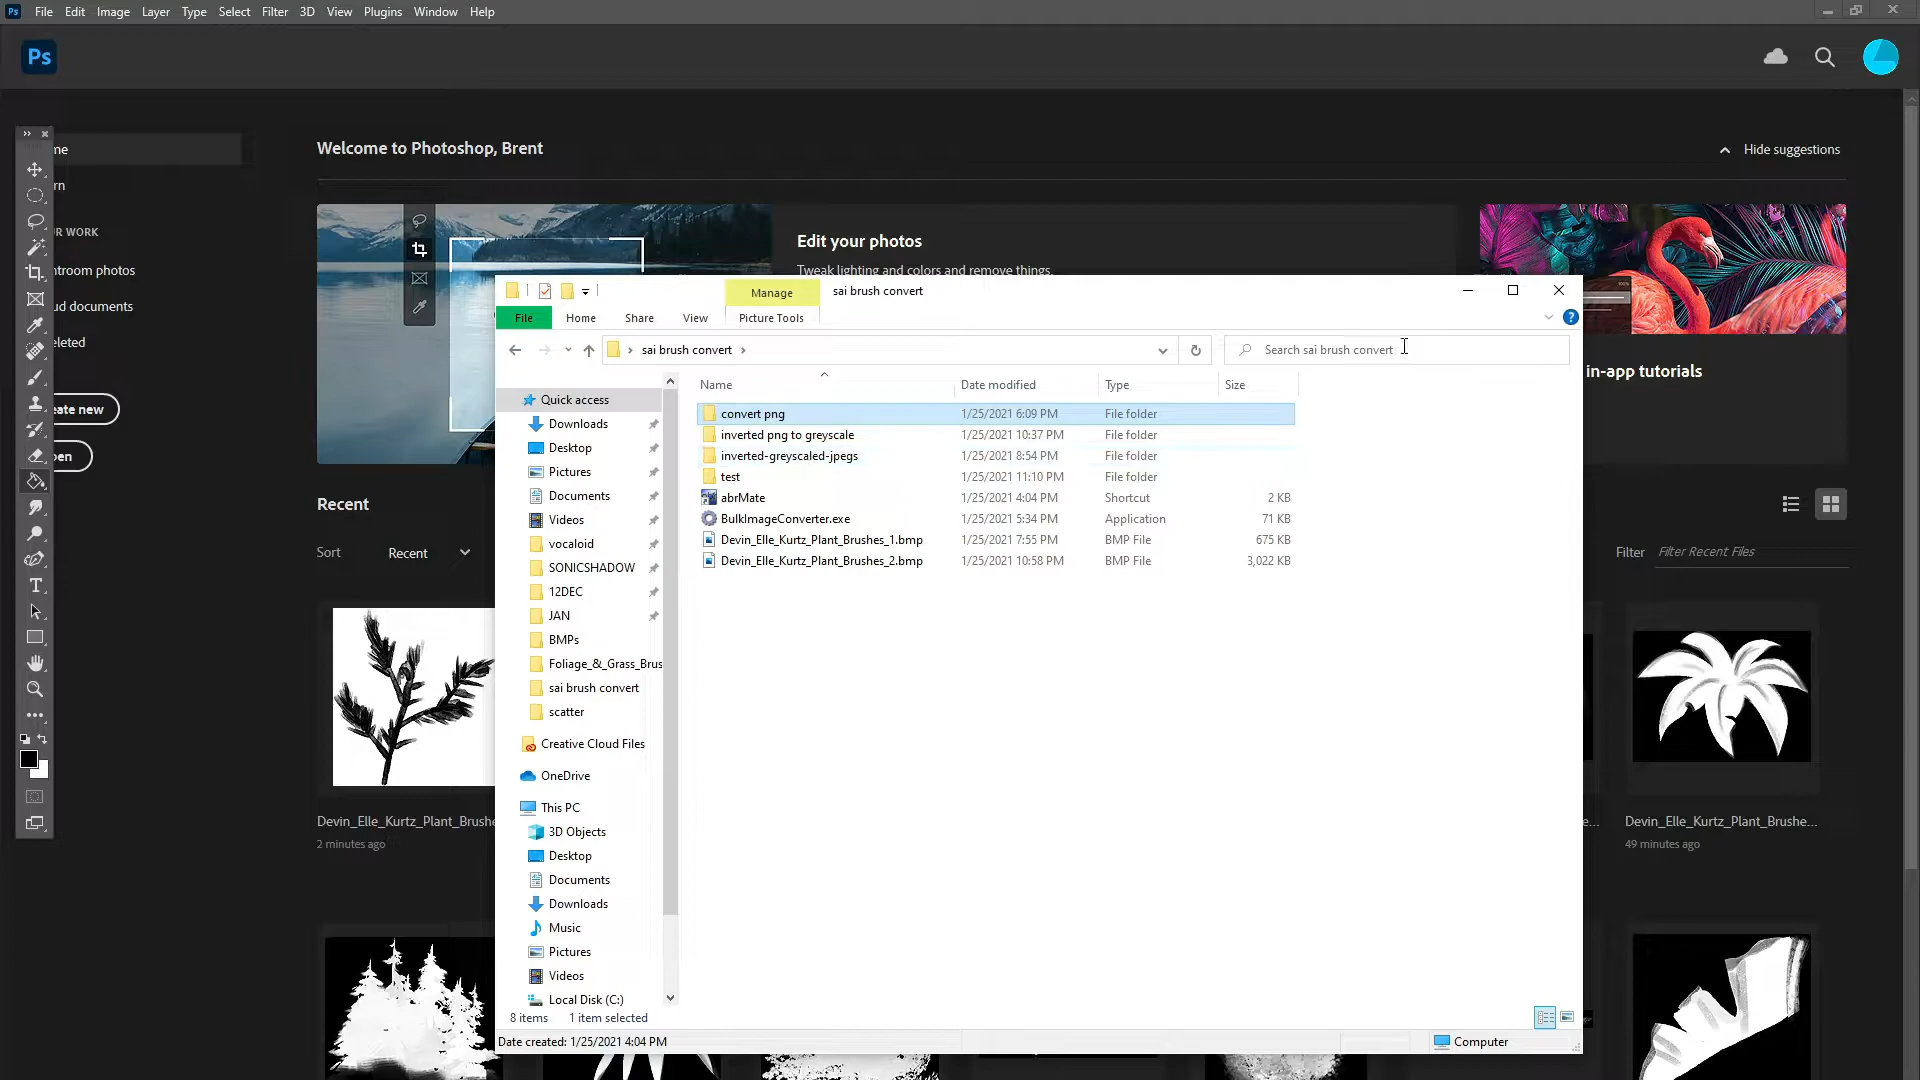 Ps File Edit Image Layer Type Select Filter 3D View Plugins Window Help
Ps
me
Welcome to Photoshop, Brent
Hide suggestions
rn
R WORK
htroom photos
ud documents
eleted
eate new
en
Edit your photos
Tweak lighting and colors and remove things.
in-app tutorials
Manage
sai brush convert
File Home Share View Picture Tools
sai brush convert
Search sai brush convert
Name Date modified Type Size
Quick access
Downloads
Desktop
Pictures
Documents
Videos
vocaloid
SONICSHADOW
12DEC
JAN
BMPs
Foliage_&_Grass_Brus
sai brush convert
scatter
Creative Cloud Files
OneDrive
This PC
3D Objects
Desktop
Documents
Downloads
Music
Pictures
Videos
Local Disk (C:)
convert png 1/25/2021 6:09 PM File folder
inverted png to greyscale 1/25/2021 10:37 PM File folder
inverted-greyscaled-jpegs 1/25/2021 8:54 PM File folder
test 1/25/2021 11:10 PM File folder
abrMate 1/25/2021 4:04 PM Shortcut 2 KB
BulkImageConverter.exe 1/25/2021 5:34 PM Application 71 KB
Devin_Elle_Kurtz_Plant_Brushes_1.bmp 1/25/2021 7:55 PM BMP File 675 KB
Devin_Elle_Kurtz_Plant_Brushes_2.bmp 1/25/2021 10:58 PM BMP File 3,022 KB
8 items 1 item selected
Date created: 1/25/2021 4:04 PM
Computer
Recent
Sort Recent
Filter Filter Recent Files
Devin_Elle_Kurtz_Plant_Brushe
2 minutes ago
e...
Devin_Elle_Kurtz_Plant_Brushe...
49 minutes ago